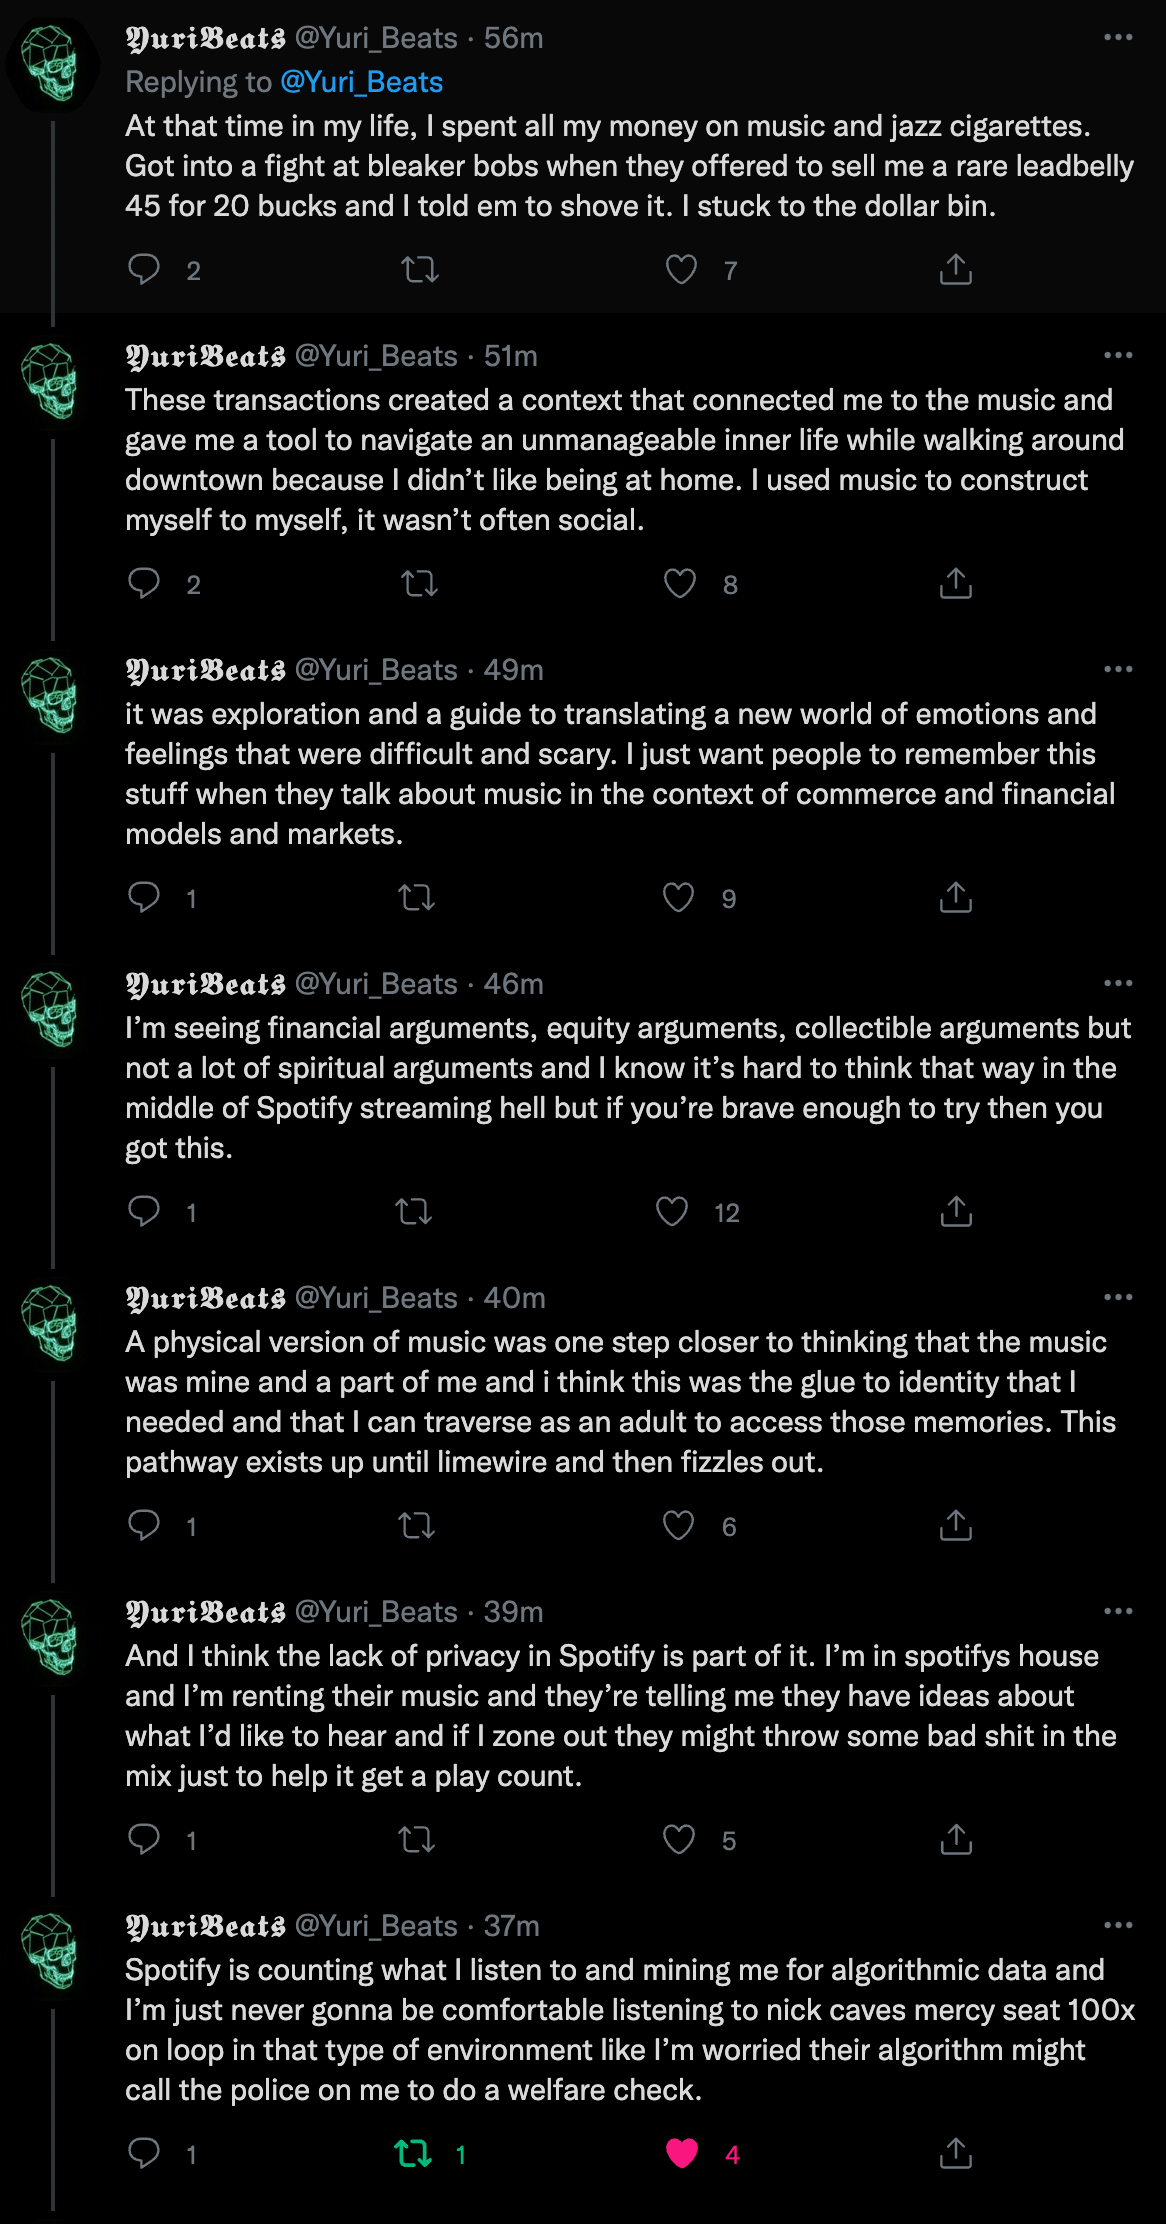 𝖄𝖚𝖗𝖎𝕭𝖊𝖆𝖙𝖘 @Yuri_Beats · 56m
Replying to @Yuri_Beats
At that time in my life, I spent all my money on music and jazz cigarettes.
Got into a fight at bleaker bobs when they offered to sell me a rare leadbelly
45 for 20 bucks and I told em to shove it. I stuck to the dollar bin.
2 7
𝖄𝖚𝖗𝖎𝕭𝖊𝖆𝖙𝖘 @Yuri_Beats · 51m
These transactions created a context that connected me to the music and
gave me a tool to navigate an unmanageable inner life while walking around
downtown because I didn’t like being at home. I used music to construct
myself to myself, it wasn’t often social.
2 8
𝖄𝖚𝖗𝖎𝕭𝖊𝖆𝖙𝖘 @Yuri_Beats · 49m
it was exploration and a guide to translating a new world of emotions and
feelings that were difficult and scary. I just want people to remember this
stuff when they talk about music in the context of commerce and financial
models and markets.
1 9
𝖄𝖚𝖗𝖎𝕭𝖊𝖆𝖙𝖘 @Yuri_Beats · 46m
I’m seeing financial arguments, equity arguments, collectible arguments but
not a lot of spiritual arguments and I know it’s hard to think that way in the
middle of Spotify streaming hell but if you’re brave enough to try then you
got this.
1 12
𝖄𝖚𝖗𝖎𝕭𝖊𝖆𝖙𝖘 @Yuri_Beats · 40m
A physical version of music was one step closer to thinking that the music
was mine and a part of me and i think this was the glue to identity that I
needed and that I can traverse as an adult to access those memories. This
pathway exists up until limewire and then fizzles out.
1 6
𝖄𝖚𝖗𝖎𝕭𝖊𝖆𝖙𝖘 @Yuri_Beats · 39m
And I think the lack of privacy in Spotify is part of it. I’m in spotifys house
and I’m renting their music and they’re telling me they have ideas about
what I’d like to hear and if I zone out they might throw some bad shit in the
mix just to help it get a play count.
1 5
𝖄𝖚𝖗𝖎𝕭𝖊𝖆𝖙𝖘 @Yuri_Beats · 37m
Spotify is counting what I listen to and mining me for algorithmic data and
I’m just never gonna be comfortable listening to nick caves mercy seat 100x
on loop in that type of environment like I’m worried their algorithm might
call the police on me to do a welfare check.
1 1 4